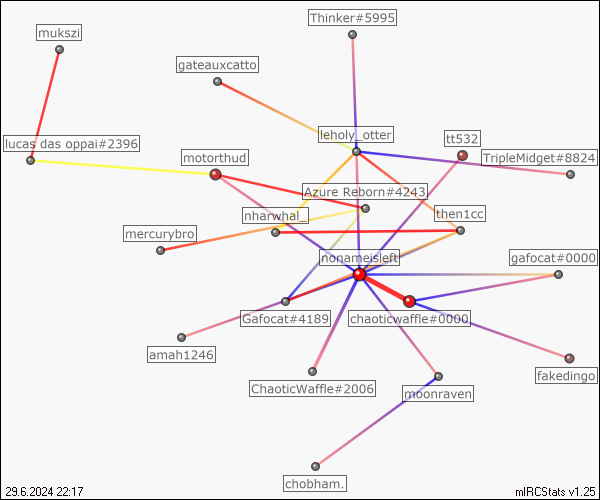 Thinker#5995
mukszi
gateauxcatto
leholy_otter
tt532
lucas das oppai#2396
motorthud
TripleMidget#8824
Azure Reborn#4243
nharwhal_
then1cc
mercurybro
nonameisleft
gafocat#0000
Gafocat#4189
chaoticwaffle#0000
amah1246
fakedingo
ChaoticWaffle#2006
moonraven
chobham.
29.6.2024 22:17
mIRCStats v1.25